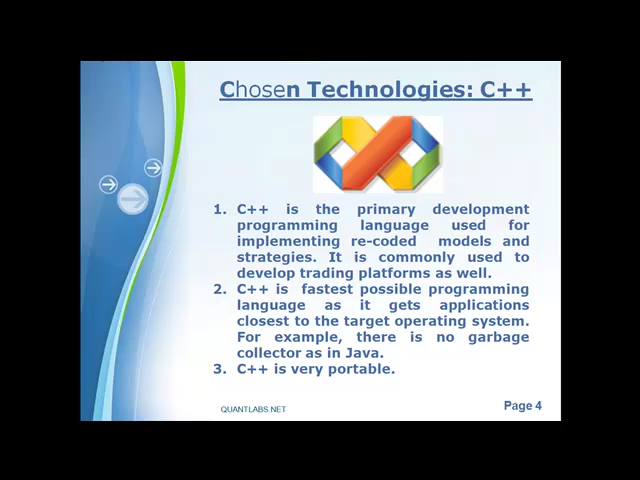 Chosen Technologies: C++
1. C++ is the primary development
programming language used for
implementing re-coded models and
strategies. It is commonly used to
develop trading platforms as well.
2. C++ is fastest possible programming
language as it gets applications
closest to the target operating system.
For example, there is no garbage
collector as in Java.
3. C++ is very portable.
QUANTLABS.NET
Page 4